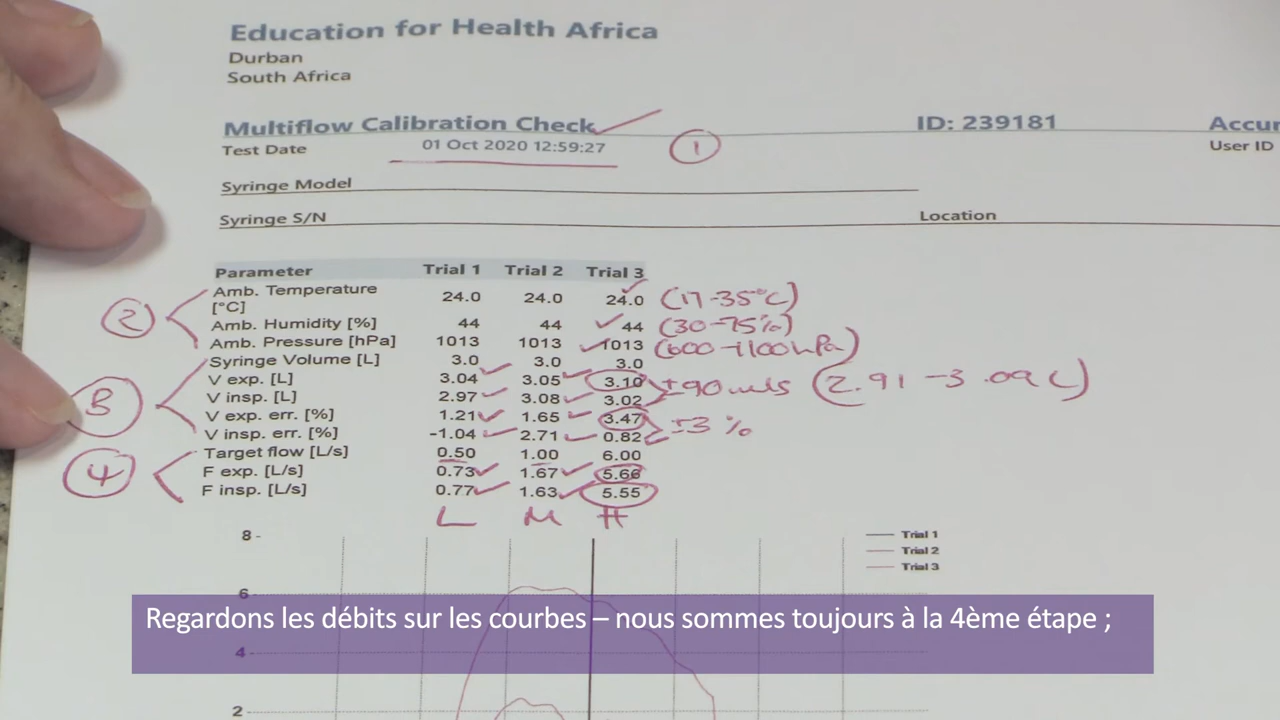 Education for Health Africa
Durban
South Africa
Multiflow Calibration Check ID: 239181 Accur
Test Date 01 Oct 2020 12:59:27 1 User ID
Syringe Model
Syringe S/N Location
Parameter Trial 1 Trial 2 Trial 3
2 Amb. Temperature [°C] 24.0 24.0 24.0 (17-35°C)
Amb. Humidity [%] 44 44 44 (30-75%)
Amb. Pressure [hPa] 1013 1013 1013 (600-1100hPa)
Syringe Volume [L] 3.0 3.0 3.0
3 V exp. [L] 3.04 3.05 3.10 ±90mls (2.91-3.09L)
V insp. [L] 2.97 3.08 3.02
V exp. err. [%] 1.21 1.65 3.47 ±3%
V insp. err. [%] -1.04 2.71 0.82
Target flow [L/s] 0.50 1.00 6.00
4 F exp. [L/s] 0.73 1.67 5.66
F insp. [L/s] 0.77 1.63 5.55
L M H
8 Trial 1
Trial 2
Trial 3
6
Regardons les débits sur les courbes – nous sommes toujours à la 4ème étape ;
4
2